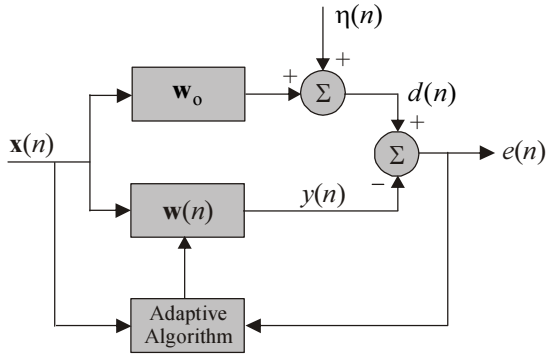 η(n)
+
+
w_o
Σ
d(n)
+
x(n)
Σ
e(n)
−
w(n)
y(n)
Adaptive
Algorithm